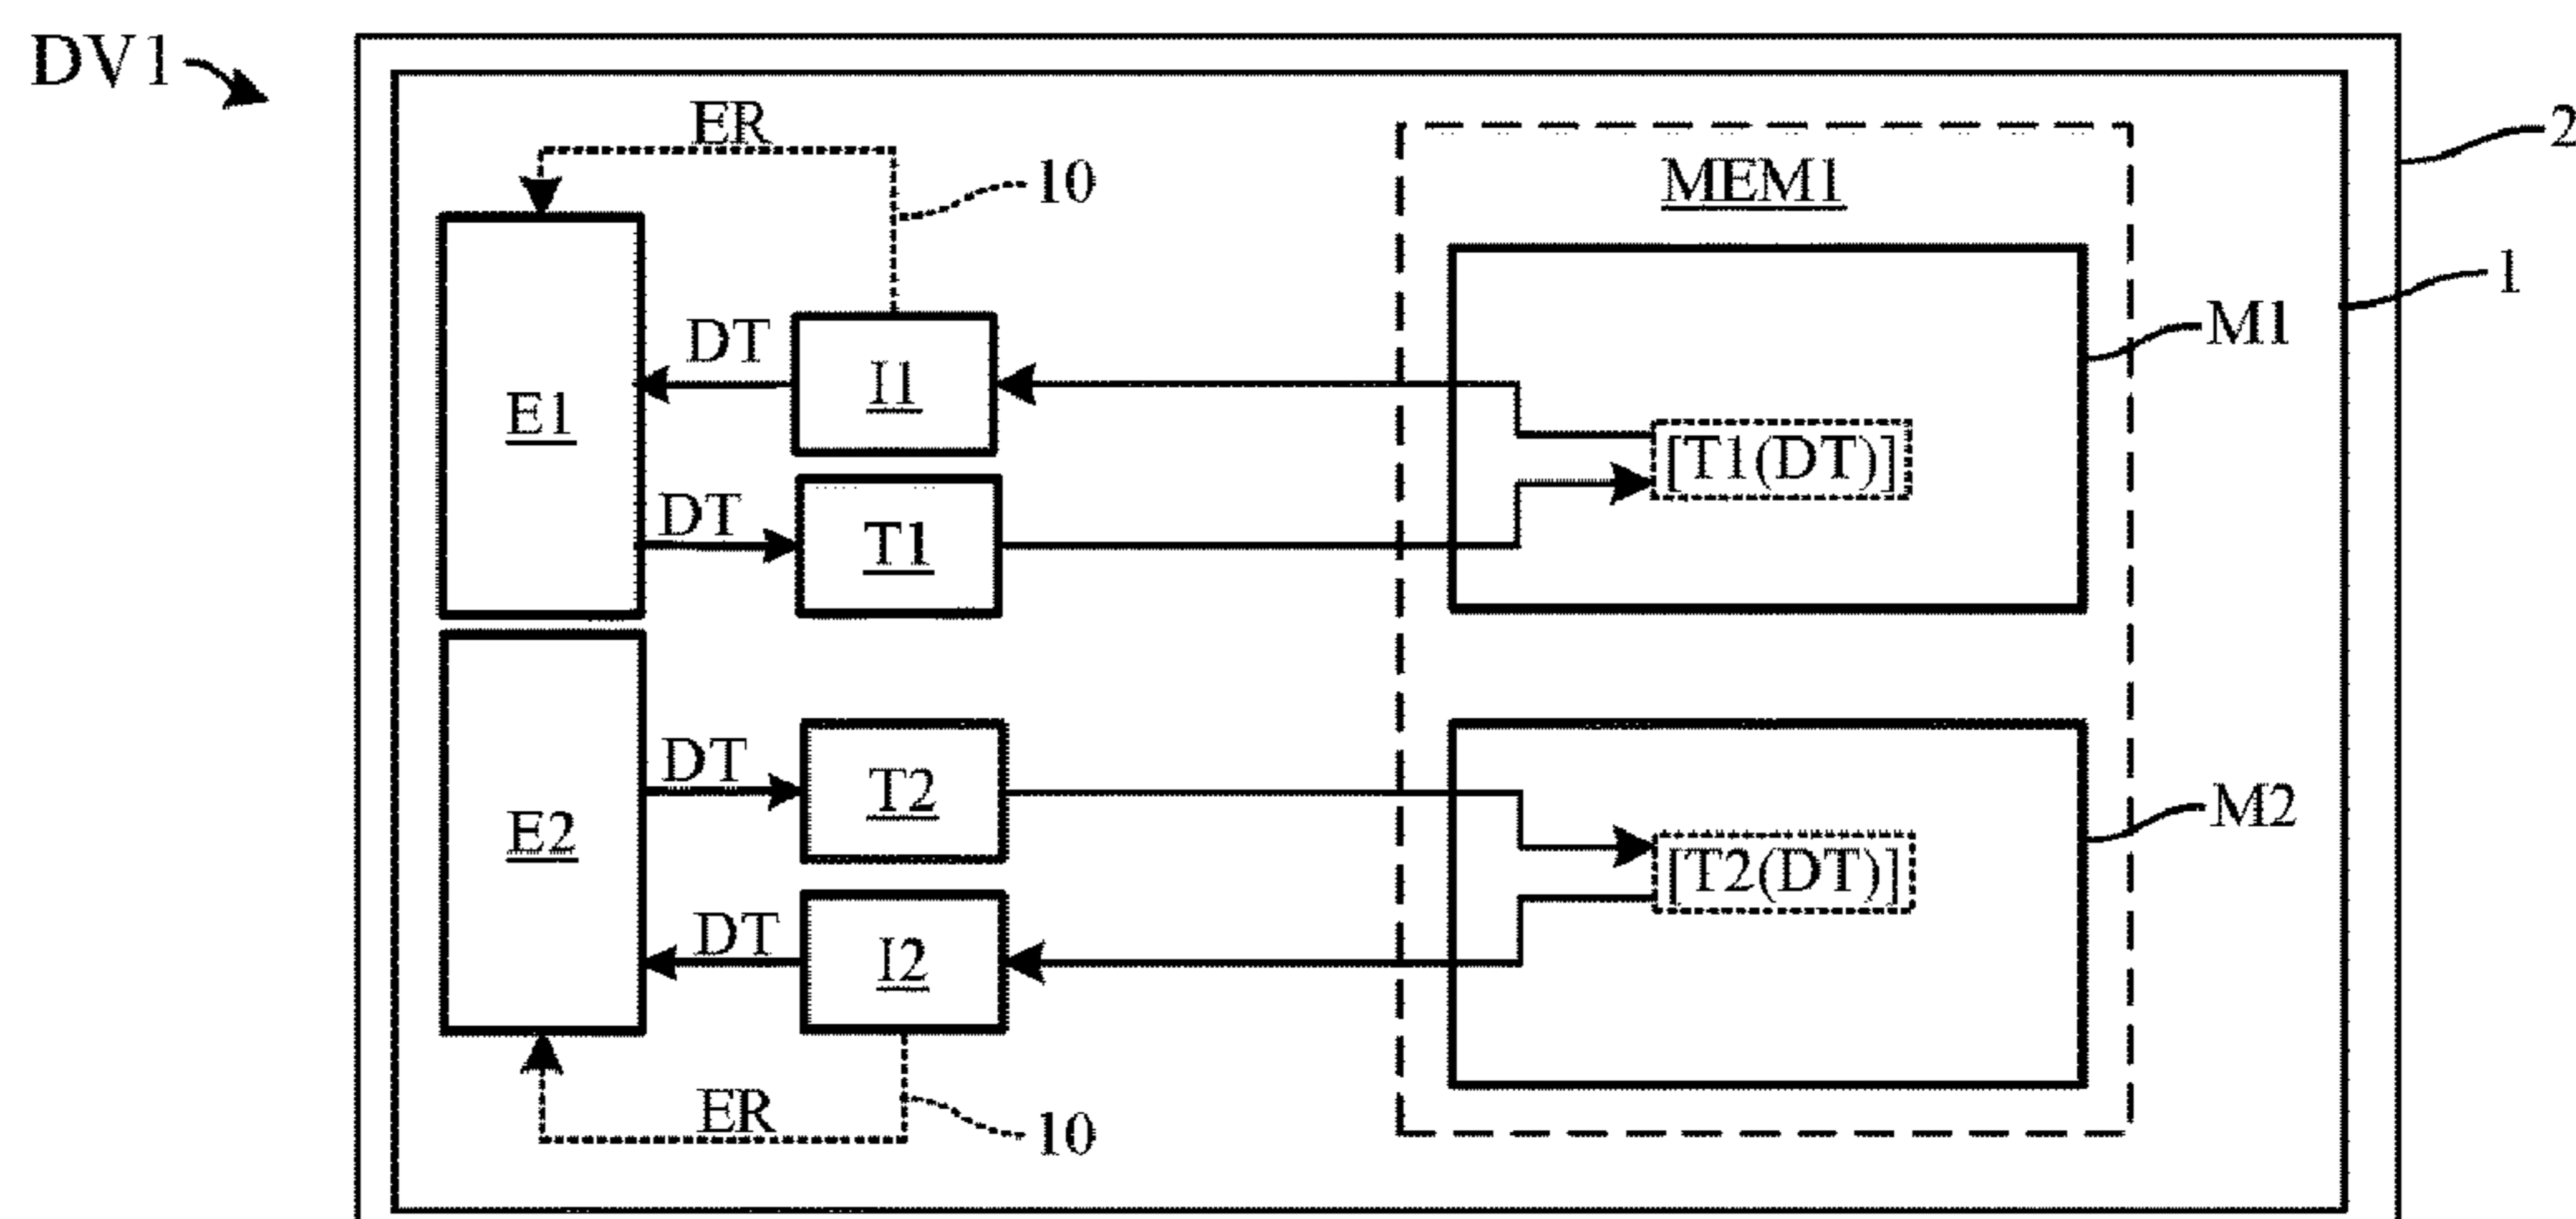 DV1
ER
2
10
MEM1
1
M1
DT
I1
E1
[T1(DT)]
DT
T1
DT
T2
M2
E2
[T2(DT)]
DT
I2
ER
10